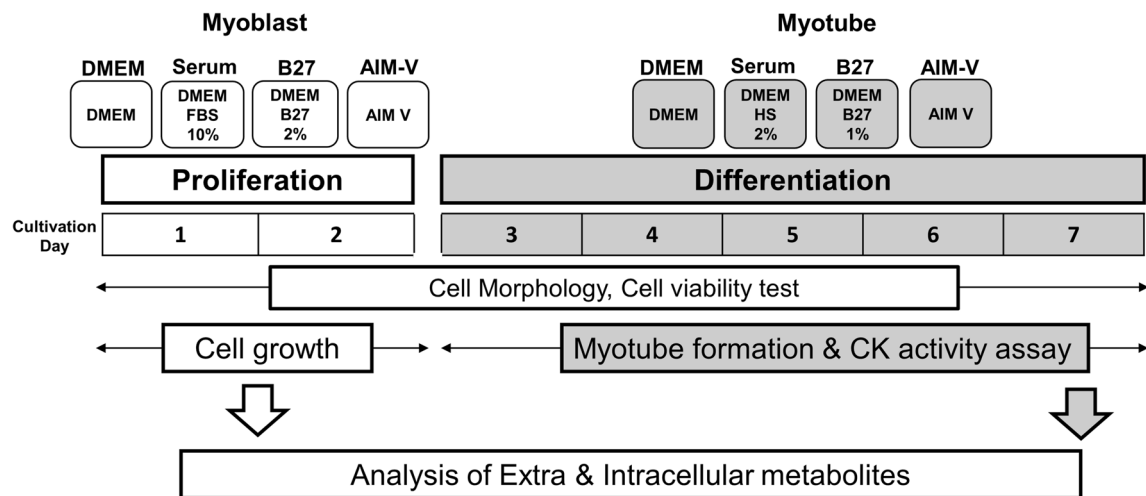 Myoblast
Myotube
DMEM
Serum
B27
AIM-V
DMEM
Serum
B27
AIM-V
DMEM
DMEM
FBS
10%
DMEM
B27
2%
AIM V
DMEM
DMEM
HS
2%
DMEM
B27
1%
AIM V
Proliferation
Differentiation
Cultivation
Day
1
2
3
4
5
6
7
Cell Morphology, Cell viability test
Cell growth
Myotube formation & CK activity assay
Analysis of Extra & Intracellular metabolites